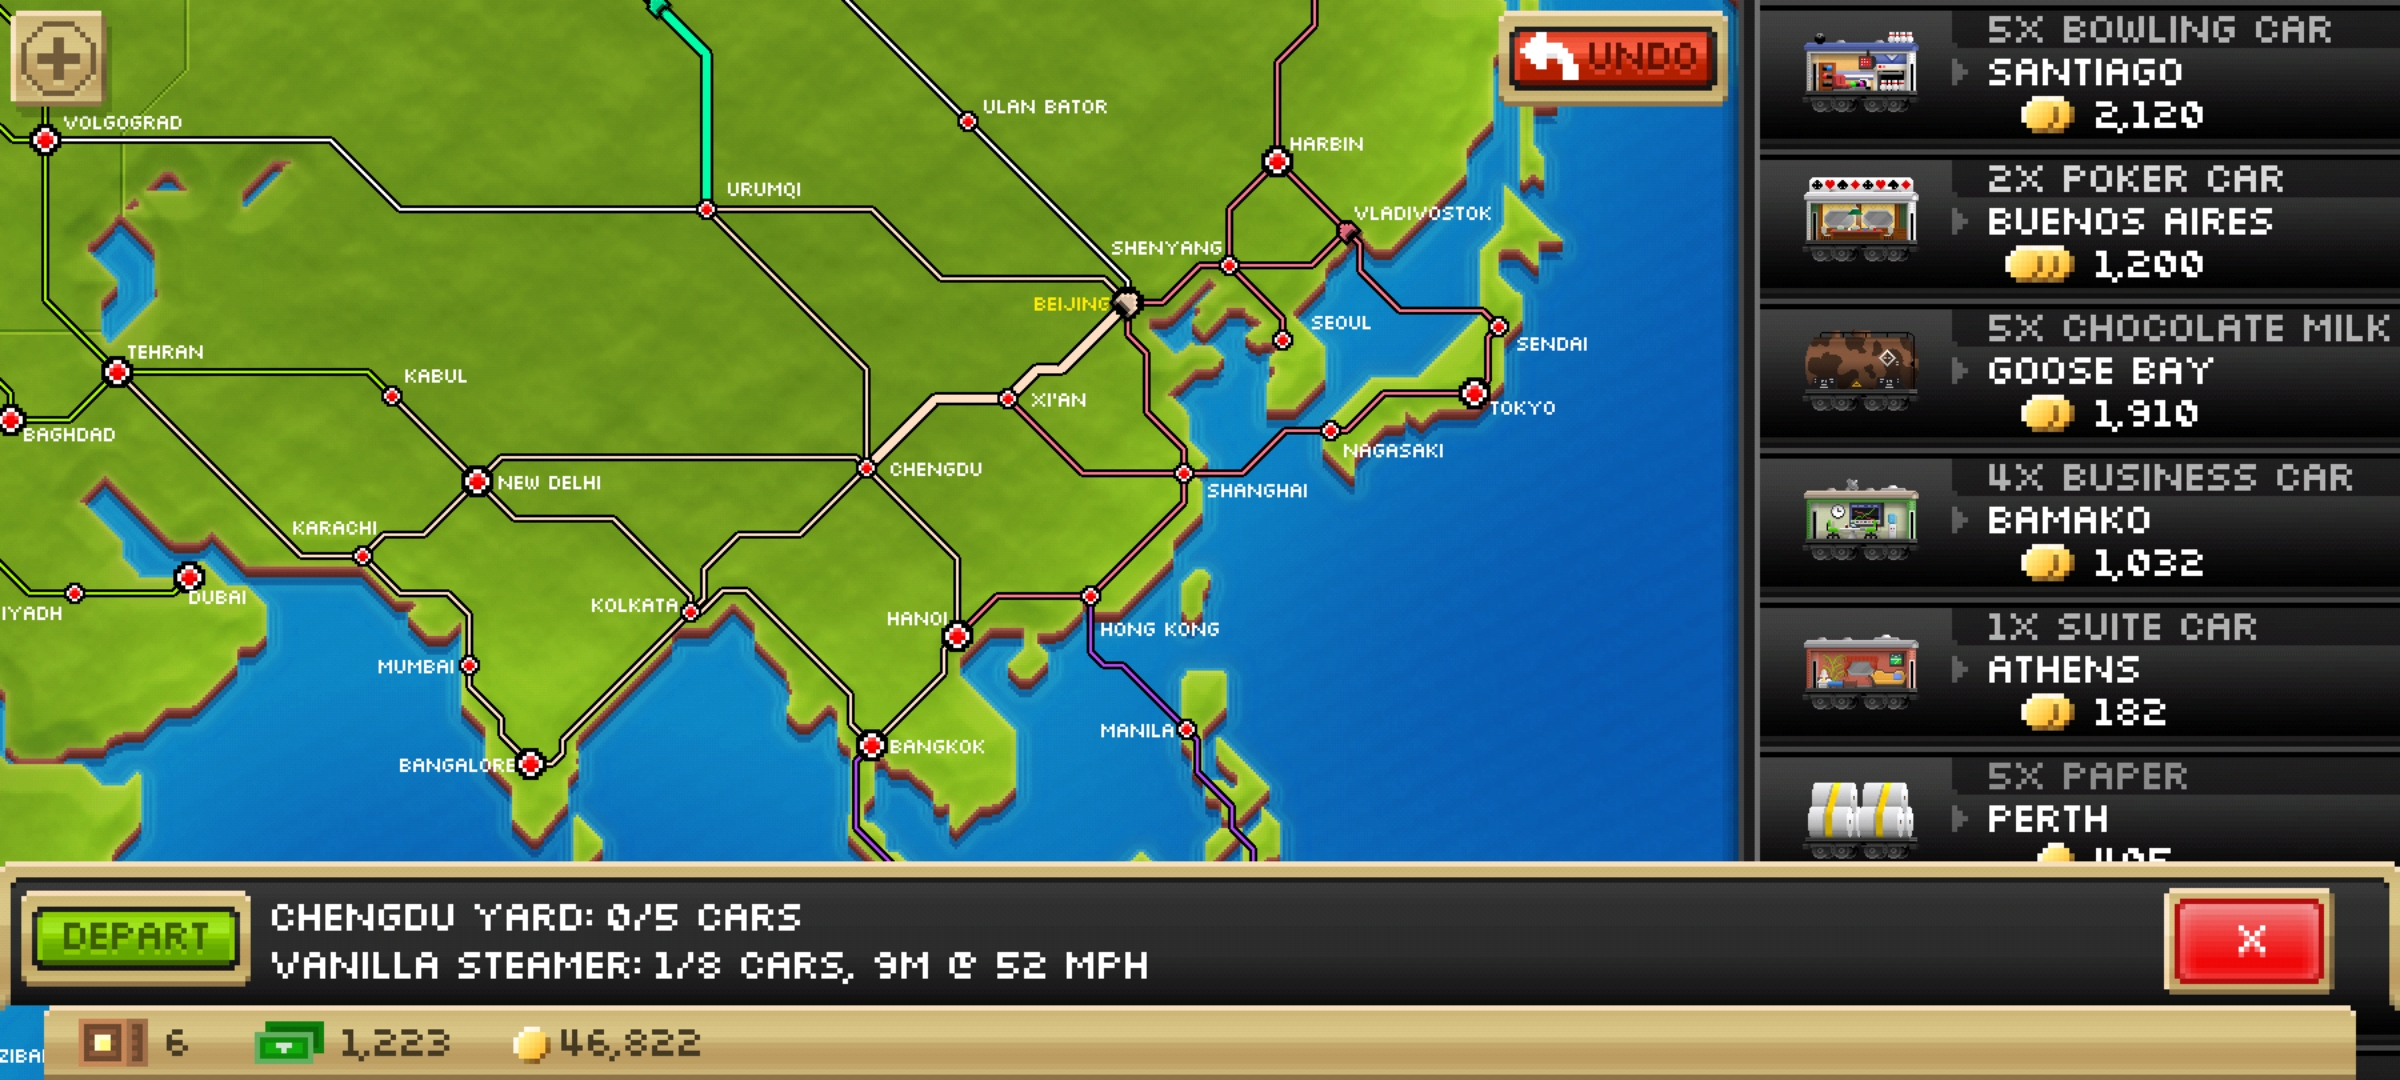 UNDO
VOLGOGRAD
ULAN BATOR
HARBIN
URUMQI
VLADIVOSTOK
SHENYANG
BEIJING
SEOUL
SENDAI
TEHRAN
KABUL
XI'AN
TOKYO
BAGHDAD
NAGASAKI
CHENGDU
NEW DELHI
SHANGHAI
KARACHI
DUBAI
IYADH
KOLKATA
HANOI
HONG KONG
MUMBAI
MANILA
BANGKOK
BANGALORE
5X BOWLING CAR
SANTIAGO
2,120
2X POKER CAR
BUENOS AIRES
1,200
5X CHOCOLATE MILK
GOOSE BAY
1,910
4X BUSINESS CAR
BAMAKO
1,032
1X SUITE CAR
ATHENS
182
5X PAPER
PERTH
DEPART
CHENGDU YARD: 0/5 CARS
VANILLA STEAMER: 1/8 CARS, 9M @ 52 MPH
X
6
1,223
46,822
ZIBA